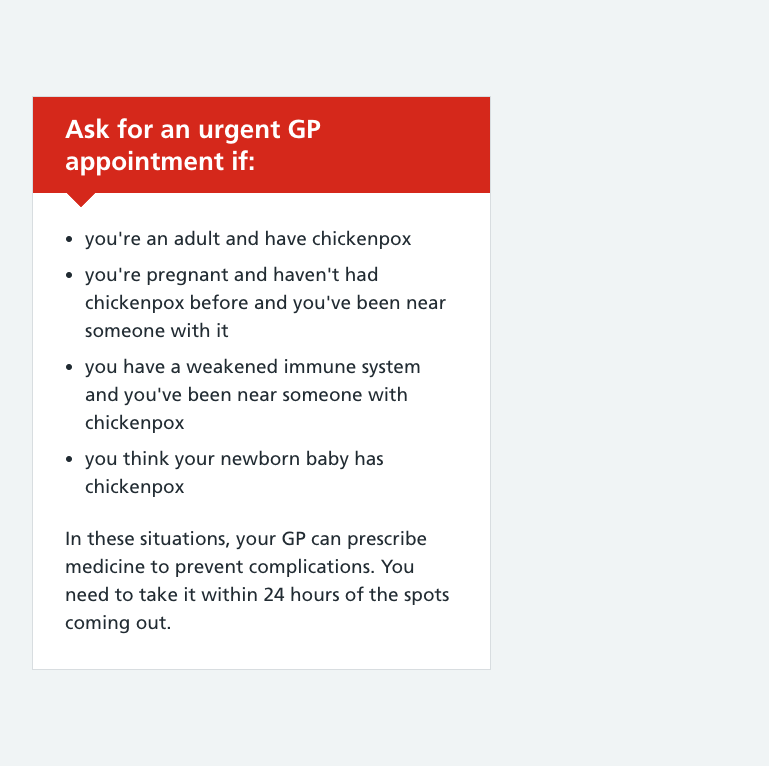 Ask for an urgent GP
appointment if:
• you're an adult and have chickenpox
• you're pregnant and haven't had
chickenpox before and you've been near
someone with it
• you have a weakened immune system
and you've been near someone with
chickenpox
• you think your newborn baby has
chickenpox
In these situations, your GP can prescribe
medicine to prevent complications. You
need to take it within 24 hours of the spots
coming out.